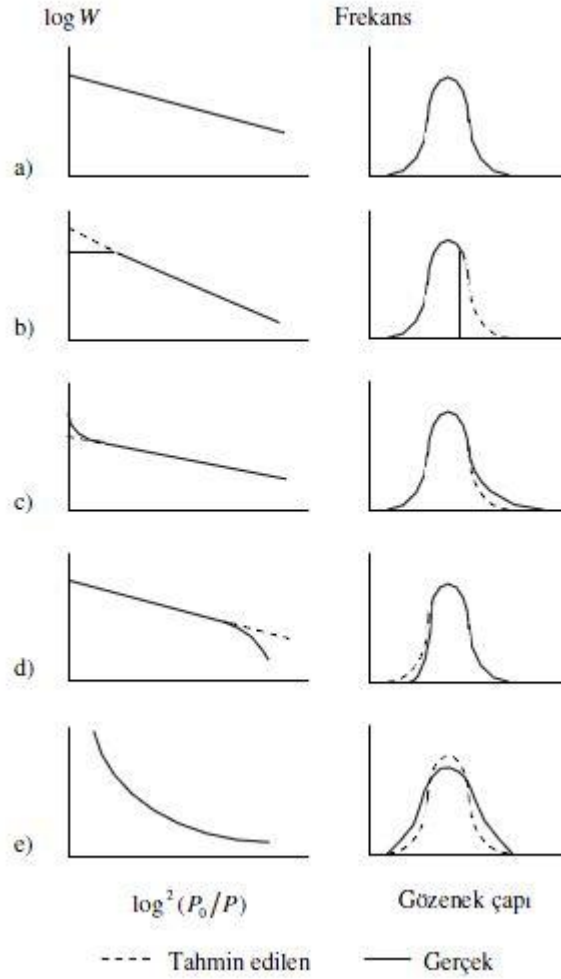 log W
Frekans
a)
b)
c)
d)
e)
log² (P₀/P)
Gözenek çapı
Tahmin edilen
Gerçek